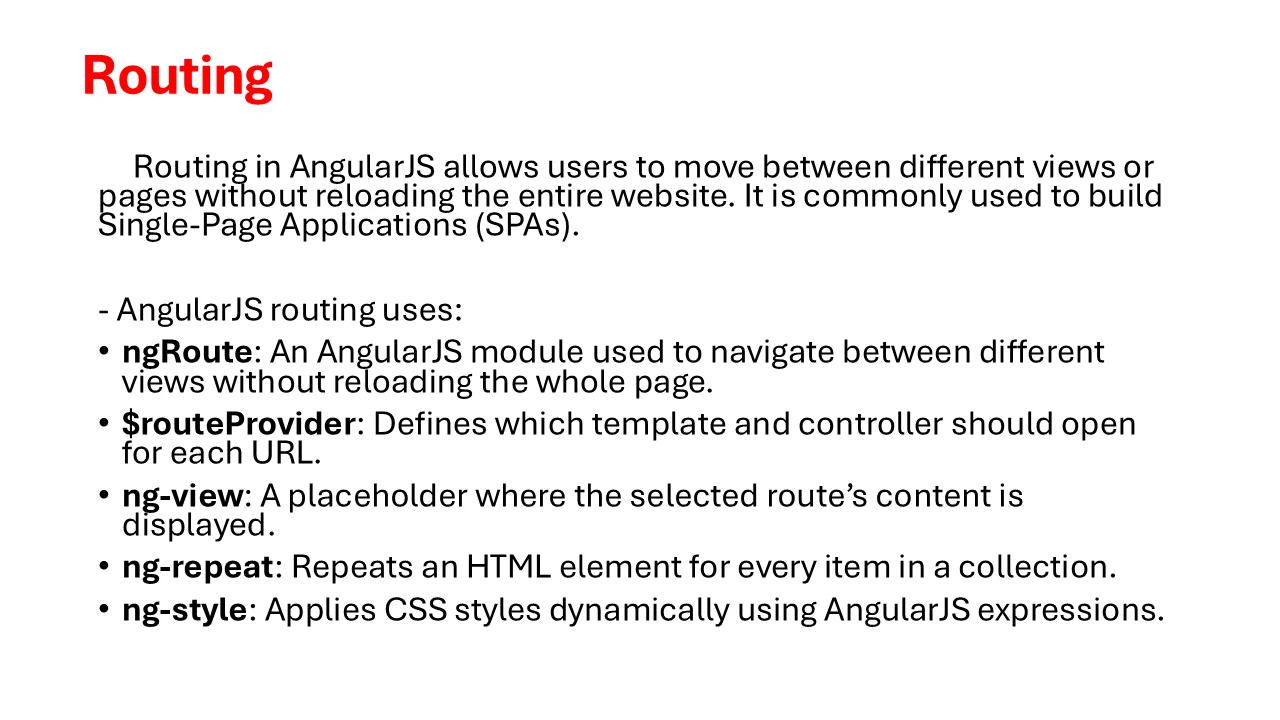 Routing
Routing in AngularJS allows users to move between different views or
pages without reloading the entire website. It is commonly used to build
Single-Page Applications (SPAs).
- AngularJS routing uses:
• ngRoute: An AngularJS module used to navigate between different
views without reloading the whole page.
• $routeProvider: Defines which template and controller should open
for each URL.
• ng-view: A placeholder where the selected route’s content is
displayed.
• ng-repeat: Repeats an HTML element for every item in a collection.
• ng-style: Applies CSS styles dynamically using AngularJS expressions.